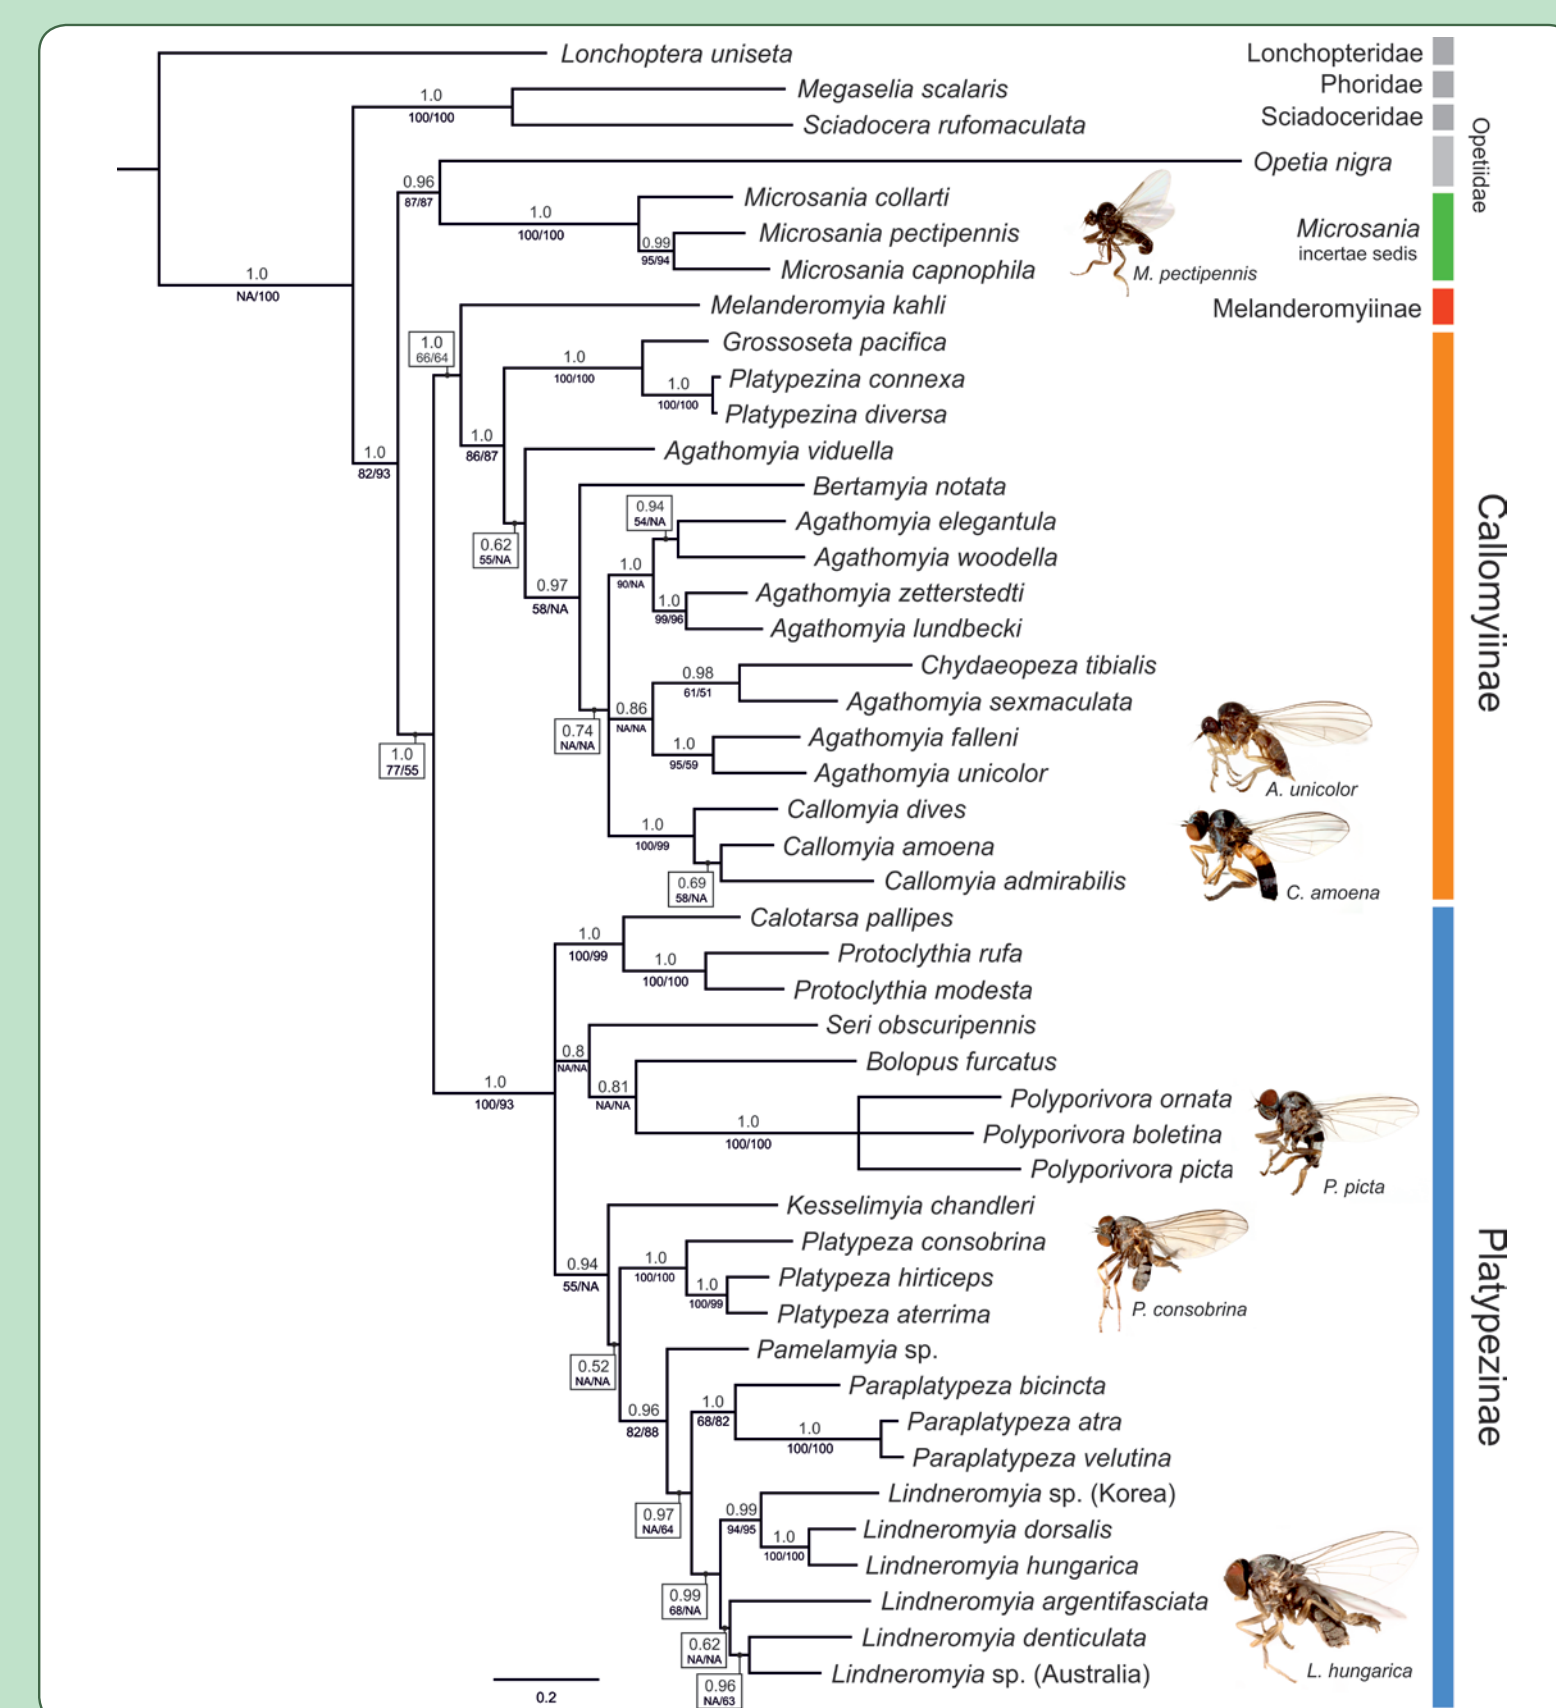 Lonchoptera uniseta
Lonchopteridae
Megaselia scalaris
Phoridae
1.0
100/100
Sciadocera rufomaculata
Sciadoceridae
Opetia nigra
Opetiidae
0.96
87/87
Microsania collarti
1.0
100/100
Microsania pectipennis
0.99
95/94
Microsania capnophila
M. pectipennis
Microsania
incertae sedis
1.0
NA/100
Melanderomyia kahli
Melanderomyiinae
1.0
66/64
Grossoseta pacifica
1.0
100/100
Platypezina connexa
1.0
100/100
Platypezina diversa
1.0
86/87
1.0
82/93
Agathomyia viduella
Bertamyia notata
0.94
54/NA
Agathomyia elegantula
0.62
55/NA
Agathomyia woodella
1.0
90/NA
0.97
58/NA
Agathomyia zetterstedti
1.0
99/96
Agathomyia lundbecki
Callomyiinae
Chydaeopeza tibialis
0.98
61/51
Agathomyia sexmaculata
0.86
NA/NA
0.74
NA/NA
Agathomyia falleni
1.0
95/59
Agathomyia unicolor
A. unicolor
1.0
77/55
Callomyia dives
1.0
100/99
Callomyia amoena
0.69
58/NA
Callomyia admirabilis
C. amoena
Calotarsa pallipes
1.0
100/99
Protoclythia rufa
1.0
100/100
Protoclythia modesta
Seri obscuripennis
0.8
NA/NA
Bolopus furcatus
0.81
NA/NA
1.0
100/93
Polyporivora ornata
1.0
100/100
Polyporivora boletina
Polyporivora picta
P. picta
Kesselimyia chandleri
Platypeza consobrina
0.94
55/NA
1.0
100/100
Platypeza hirticeps
1.0
100/99
Platypeza aterrima
P. consobrina
Platypezinae
Pamelamyia sp.
0.52
NA/NA
Paraplatypeza bicincta
1.0
68/82
0.96
82/88
Paraplatypeza atra
1.0
100/100
Paraplatypeza velutina
Lindneromyia sp. (Korea)
0.97
NA/64
0.99
94/95
Lindneromyia dorsalis
1.0
100/100
Lindneromyia hungarica
0.99
68/NA
Lindneromyia argentifasciata
Lindneromyia denticulata
0.62
NA/NA
Lindneromyia sp. (Australia)
L. hungarica
0.96
NA/63
0.2